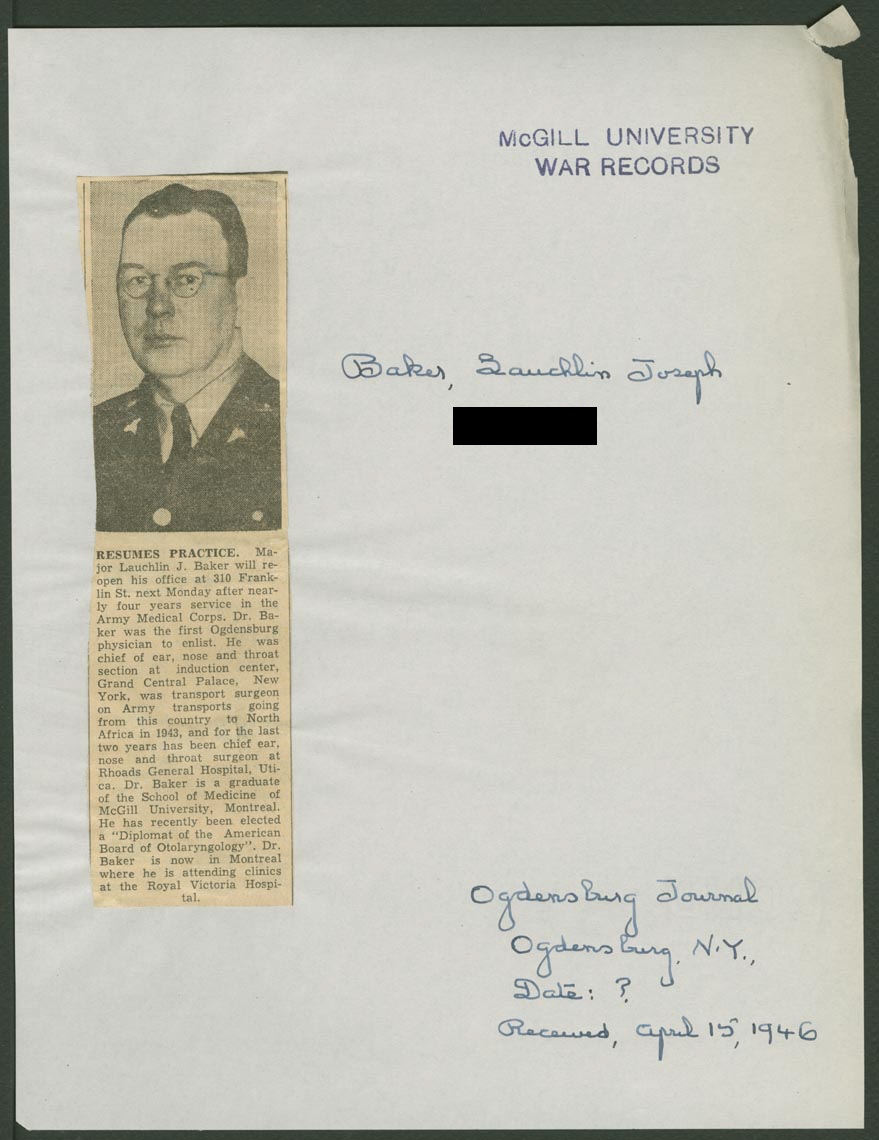 McGILL UNIVERSITY
WAR RECORDS
Baker, Lauchlin Joseph
RESUMES PRACTICE. Ma-
jor Lauchlin J. Baker will re-
open his office at 310 Frank-
lin St. next Monday after near-
ly four years service in the
Army Medical Corps. Dr. Ba-
ker was the first Ogdensburg
physician to enlist. He was
chief of ear, nose and throat
section at induction center,
Grand Central Palace, New
York, was transport surgeon
on Army transports going
from this country to North
Africa in 1943, and for the last
two years has been chief ear,
nose and throat surgeon at
Rhoads General Hospital, Uti-
ca. Dr. Baker is a graduate
of the School of Medicine of
McGill University, Montreal.
He has recently been elected
a "Diplomat of the American
Board of Otolaryngology". Dr.
Baker is now in Montreal
where he is attending clinics
at the Royal Victoria Hospi-
tal.
Ogdensburg Journal
Ogdensburg, N.Y.,
Date: ?
Received, April 15, 1946